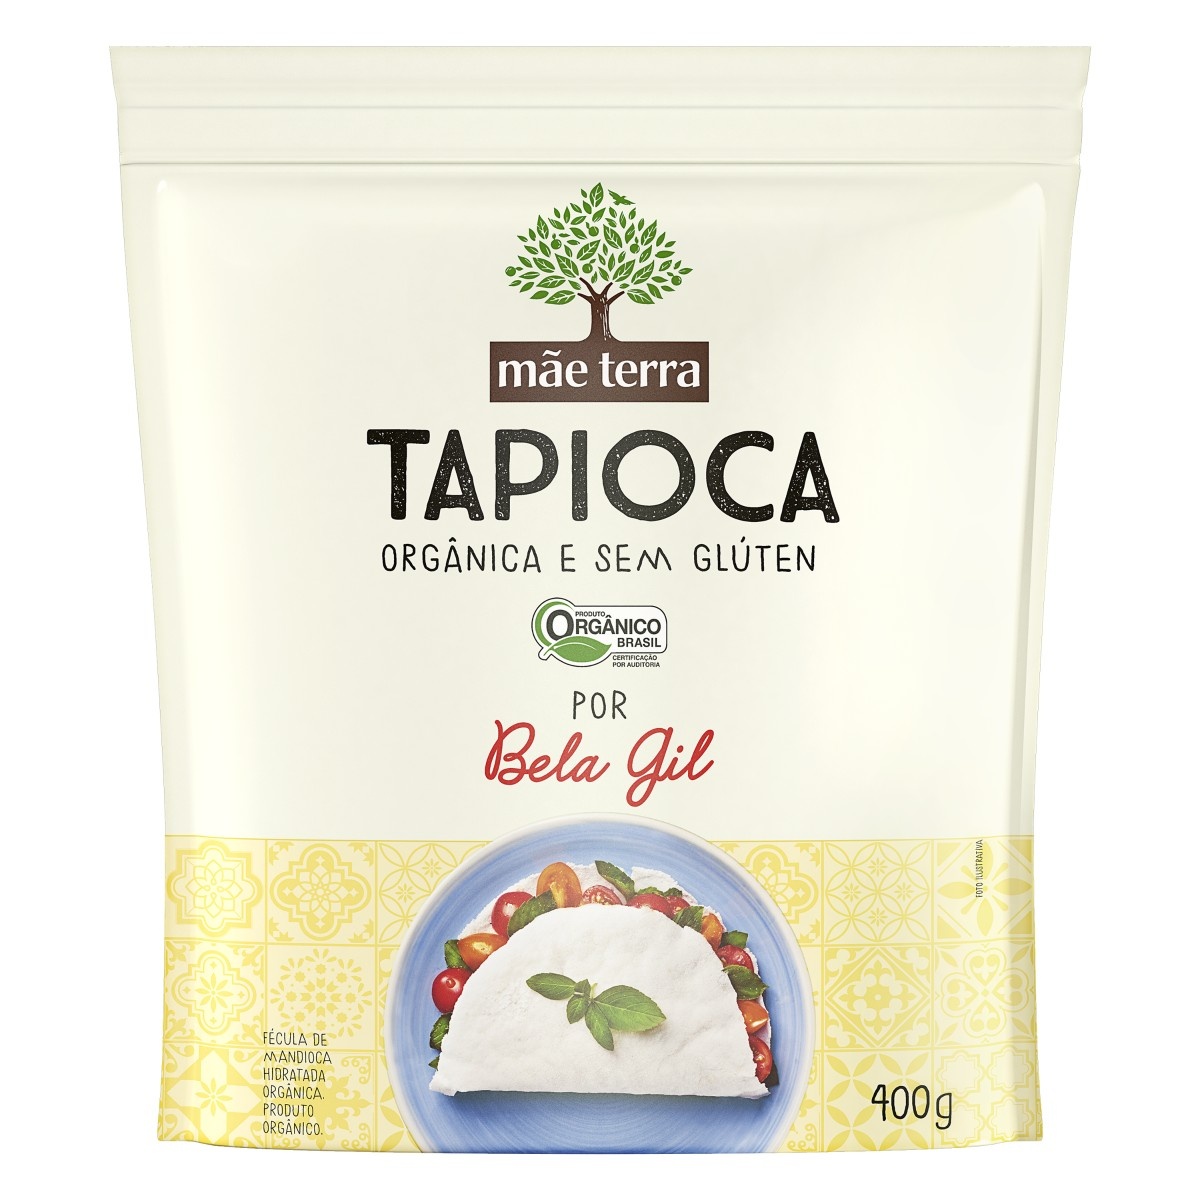 mãe terra
TAPIOCA
ORGÂNICA E SEM GLÚTEN
PRODUTO
ORGÂNICO
BRASIL
CERTIFICAÇÃO
POR AUDITORIA
POR
Bela Gil
FOTO ILUSTRATIVA
FÉCULA DE
MANDIOCA
HIDRATADA
ORGÂNICA.
PRODUTO
ORGÂNICO.
400g